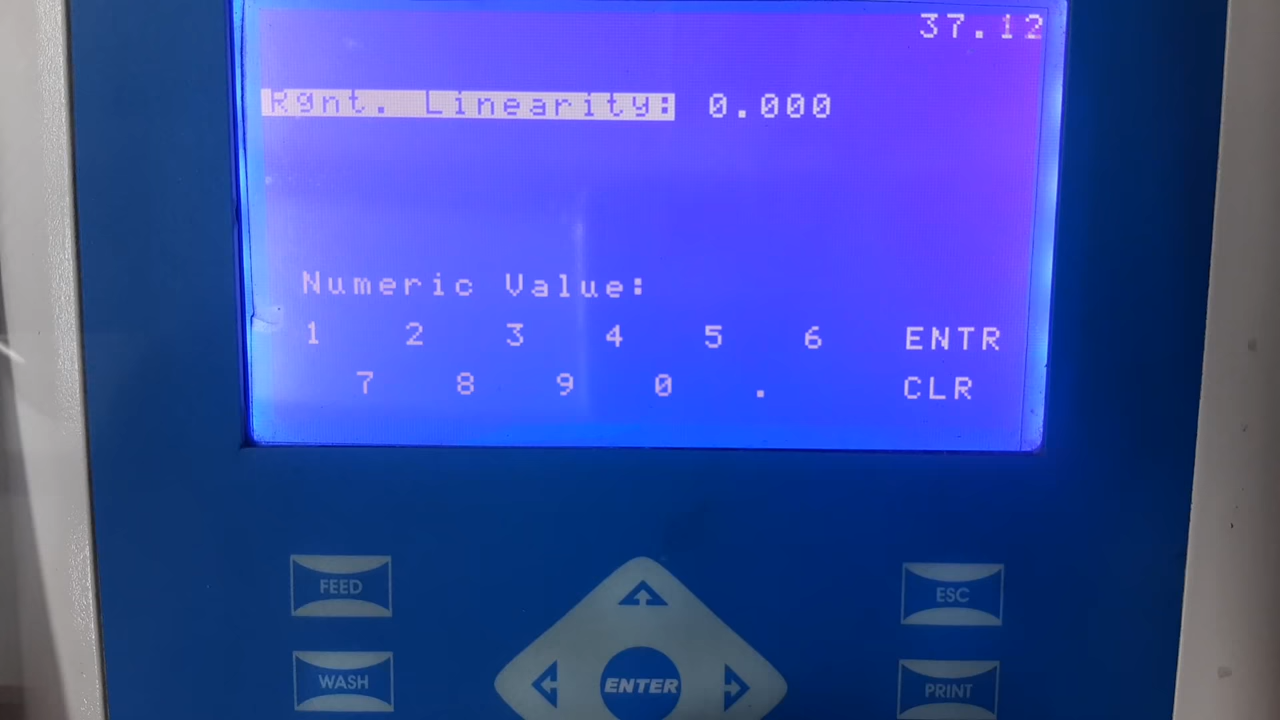 37.12
Rgnt. Linearity: 0.000
Numeric Value:
1 2 3 4 5 6 ENTR
7 8 9 0 . CLR
FEED
ESC
WASH
ENTER
PRINT